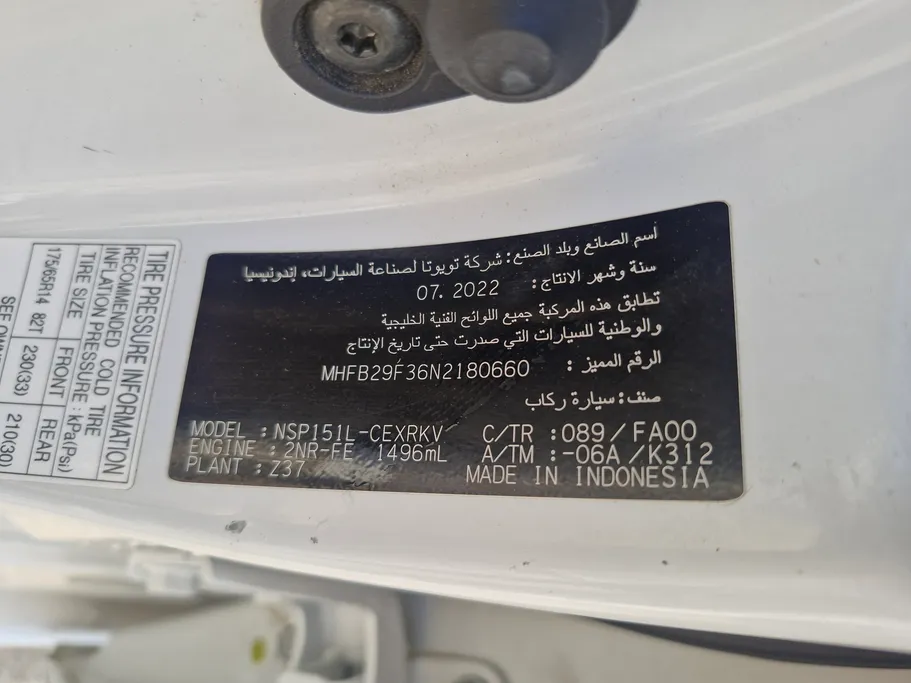 اسم الصانع وبلد الصنع: شركة تويوتا لصناعة السيارات، إندونيسيا
سنة وشهر الانتاج: 07.2022
تطابق هذه المركبة جميع اللوائح الفنية الخليجية
والوطنية للسيارات التي صدرت حتى تاريخ الإنتاج
الرقم المميز: MHFB29F36N2180660
صنف: سيارة ركاب
MODEL : NSP151L-CEXRKV C/TR :089/FA00
ENGINE : 2NR-FE 1496mL A/TM :-06A/K312
PLANT : Z37 MADE IN INDONESIA
TIRE PRESSURE INFORMATION
RECOMMENDED COLD TIRE
INFLATION PRESSURE : kPa(Psi)
TIRE SIZE FRONT REAR
175/65R14 82T 230(33) 210(30)
SEE